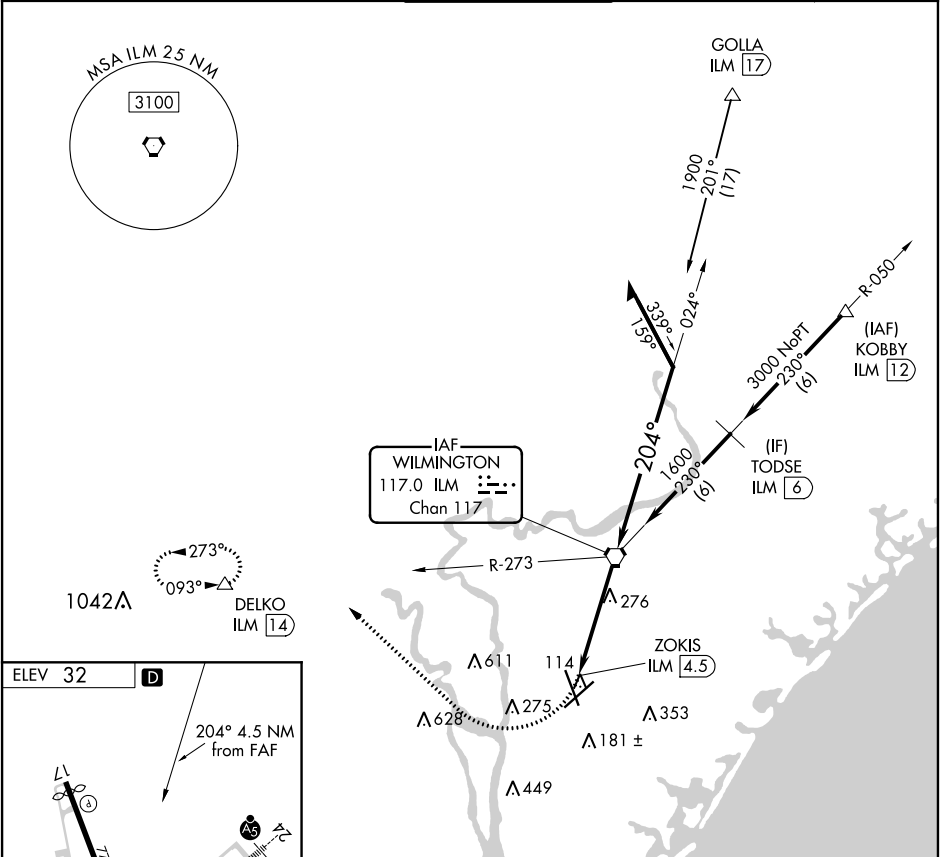 MSA ILM 25 NM
3100
GOLLA
ILM 17
1900
201°
(17)
R-050
339°
159°
024°
(IAF)
KOBBY
ILM 12
3000 NoPT
230°
(6)
204°
(IF)
TODSE
ILM 6
1600
230°
(6)
IAF
WILMINGTON
117.0 ILM
Chan 117
R-273
273°
093°
1042
DELKO
ILM 14
276
ZOKIS
ILM 4.5
611
114
275
628
353
181 ±
449
ELEV 32
D
204° 4.5 NM
from FAF
17
P
A5
24